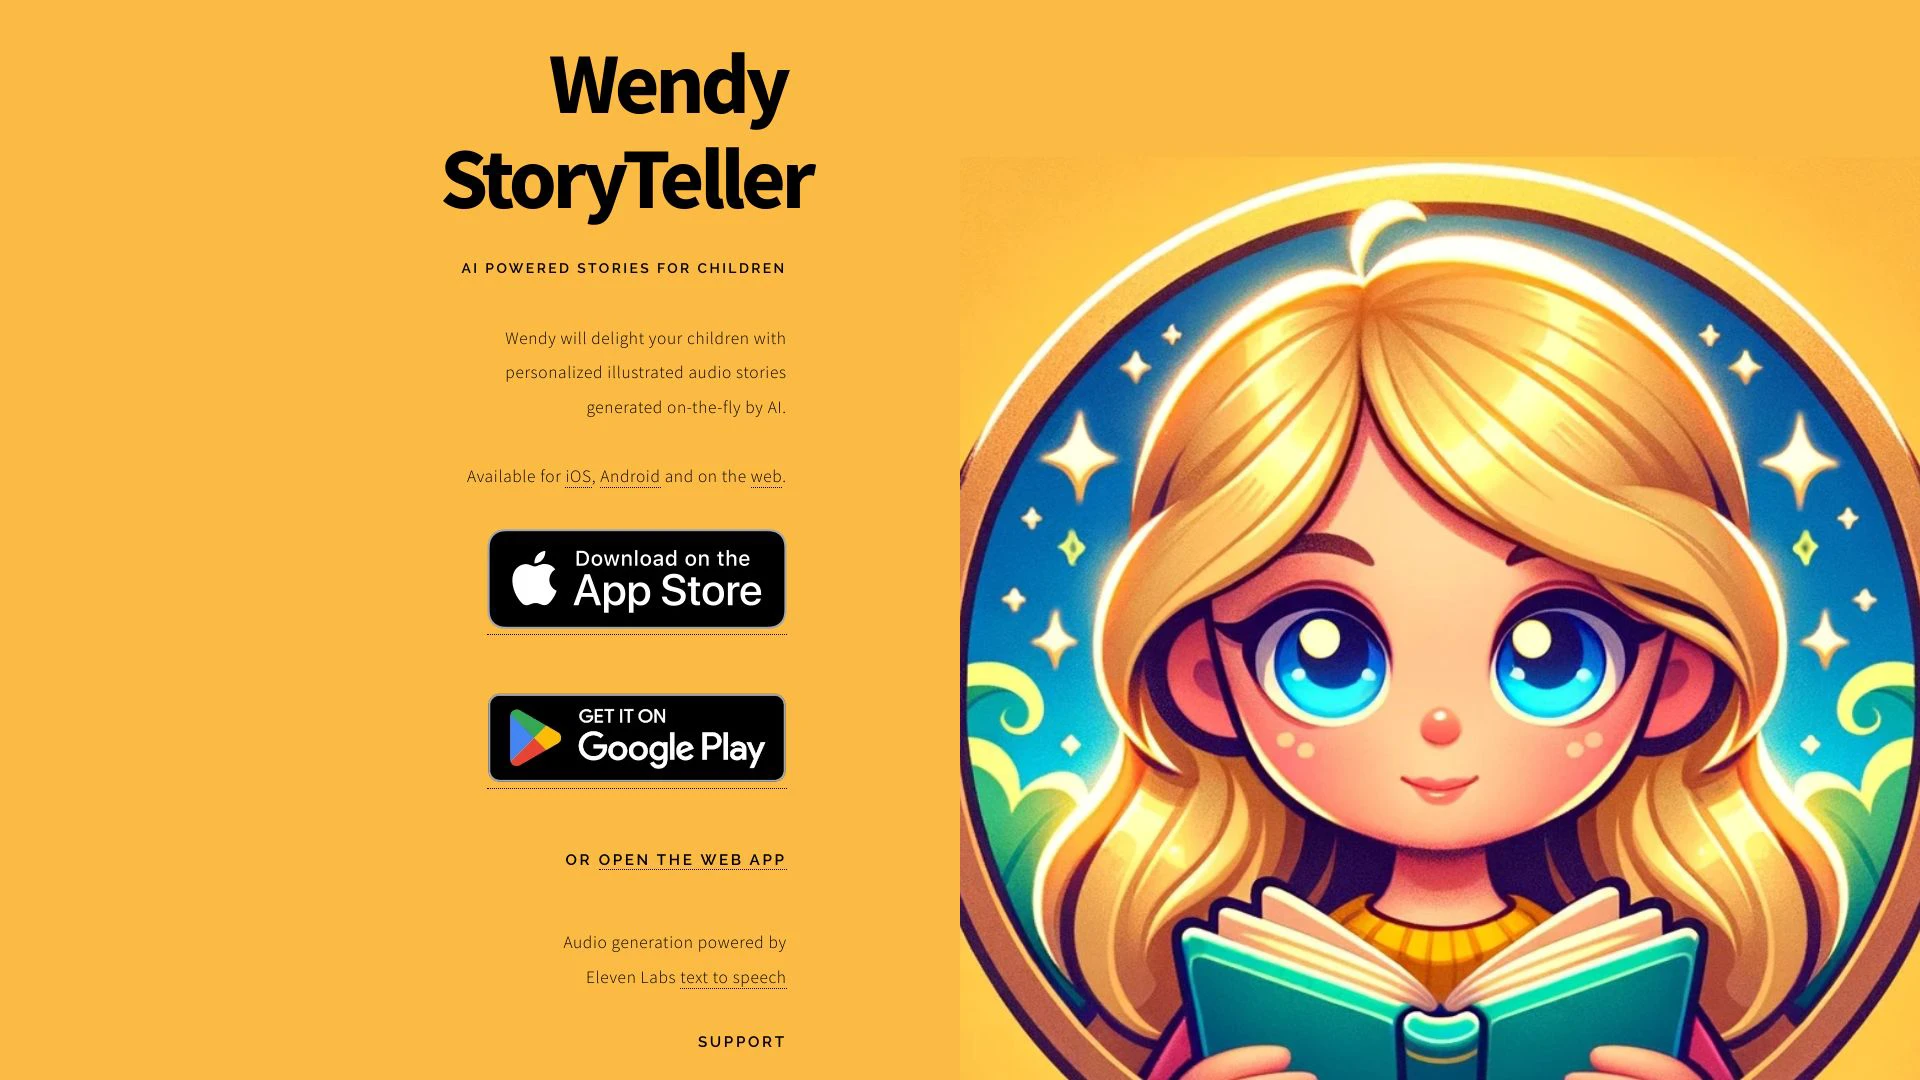 Wendy
StoryTeller
AI POWERED STORIES FOR CHILDREN
Wendy will delight your children with
personalized illustrated audio stories
generated on-the-fly by AI.
Available for iOS, Android and on the web.
Download on the
App Store
GET IT ON
Google Play
OR OPEN THE WEB APP
Audio generation powered by
Eleven Labs text to speech
SUPPORT